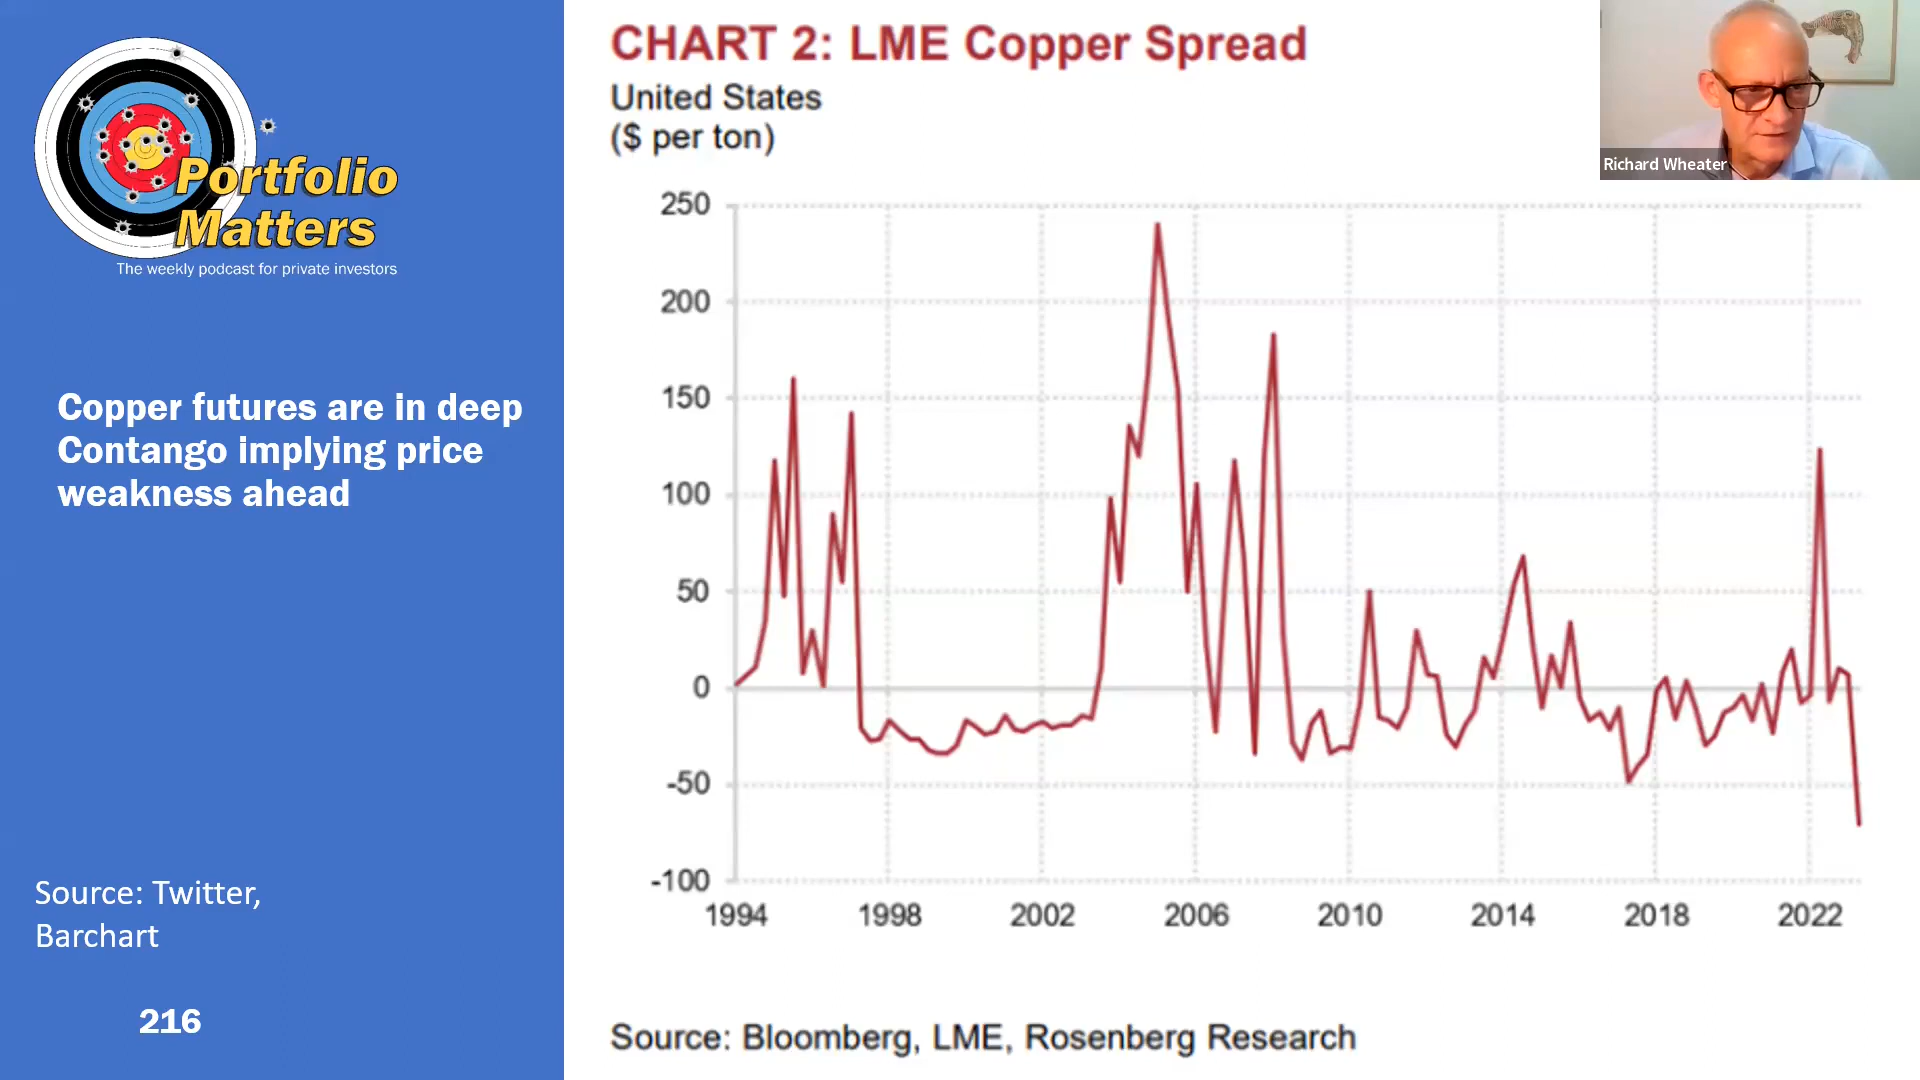 Portfolio
Matters
The weekly podcast for private investors
Copper futures are in deep
Contango implying price
weakness ahead
Source: Twitter,
Barchart
216
CHART 2: LME Copper Spread
United States
($ per ton)
250
200
150
100
50
0
-50
-100
1994 1998 2002 2006 2010 2014 2018 2022
Source: Bloomberg, LME, Rosenberg Research
Richard Wheater